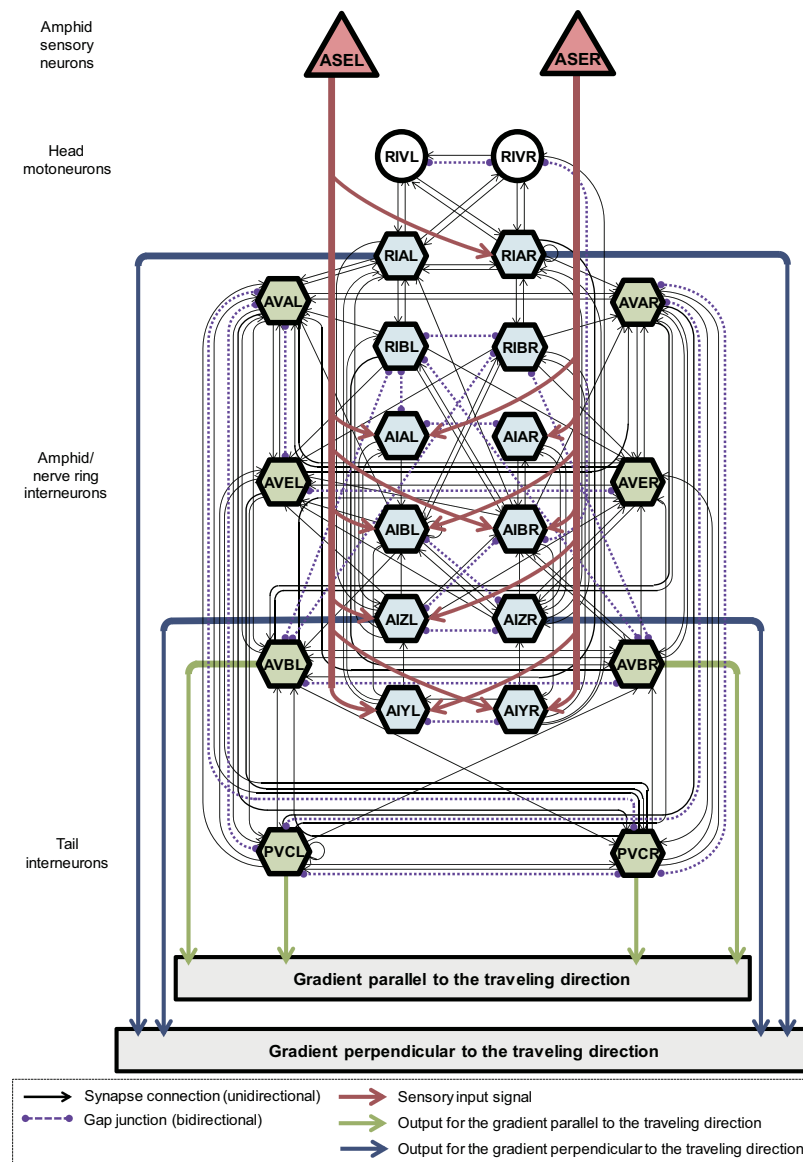 Amphid
sensory
neurons
ASEL
ASER
Head
motoneurons
RIVL
RIVR
RIAL
RIAR
AVAL
AVAR
RIBL
RIBR
AIAL
AIAR
Amphid/
nerve ring
interneurons
AVEL
AVER
AIBL
AIBR
AIZL
AIZR
AVBL
AVBR
AIYL
AIYR
Tail
interneurons
PVCL
PVCR
Gradient parallel to the traveling direction
Gradient perpendicular to the traveling direction
Synapse connection (unidirectional)
Gap junction (bidirectional)
Sensory input signal
Output for the gradient parallel to the traveling direction
Output for the gradient perpendicular to the traveling direction